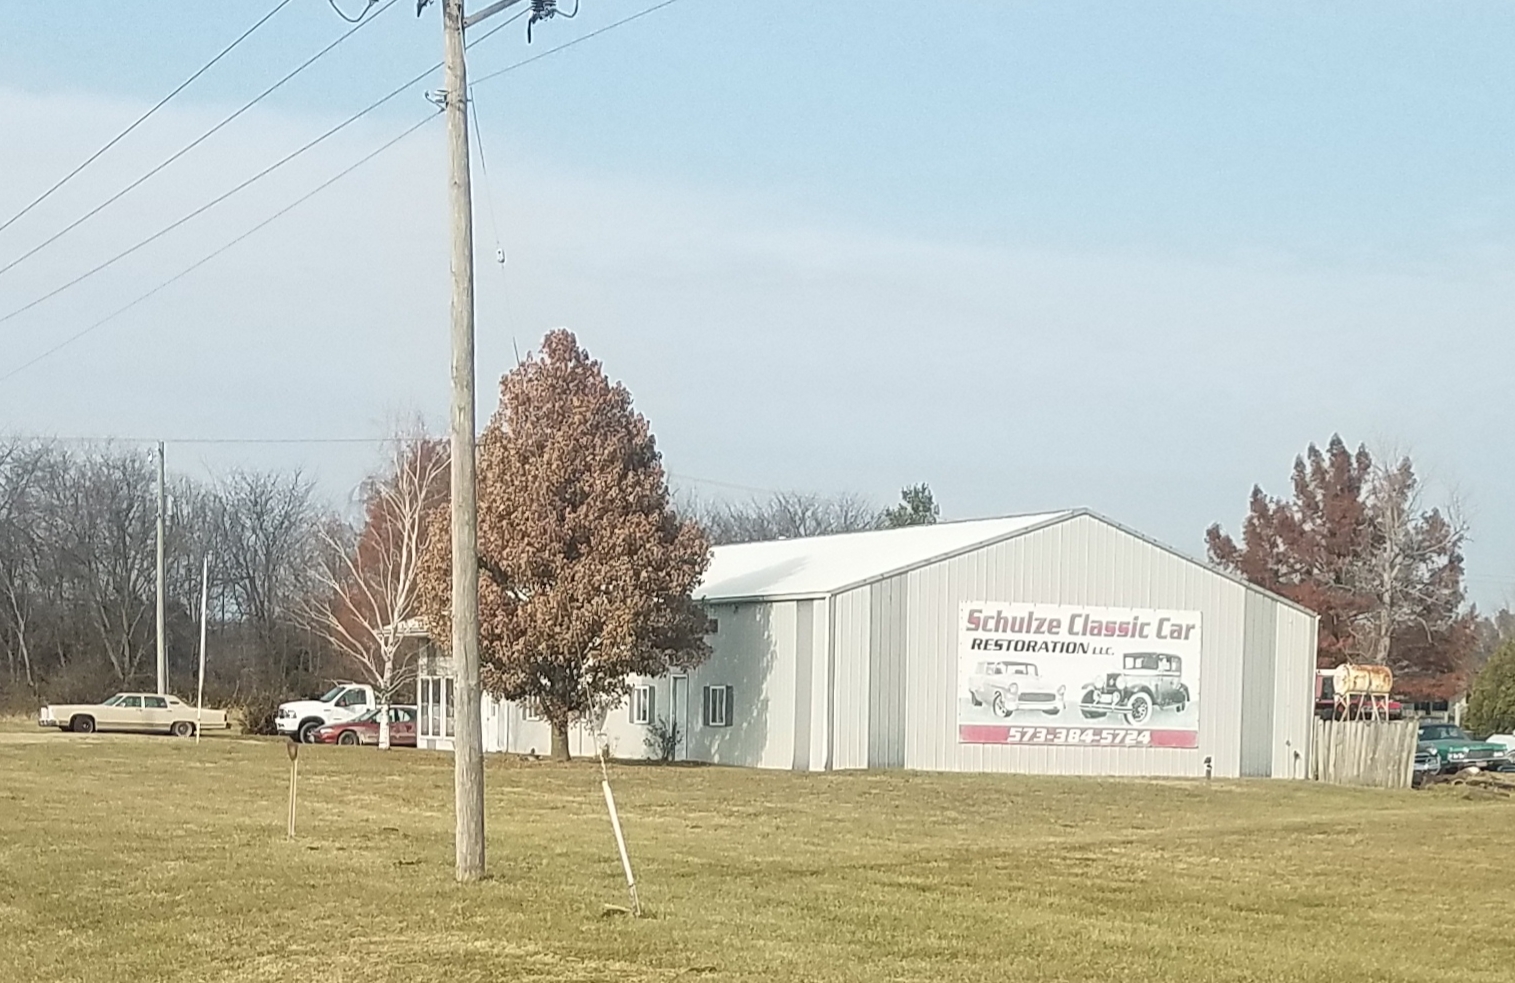 Schulze Classic Car
RESTORATION LLC.
573-384-5724